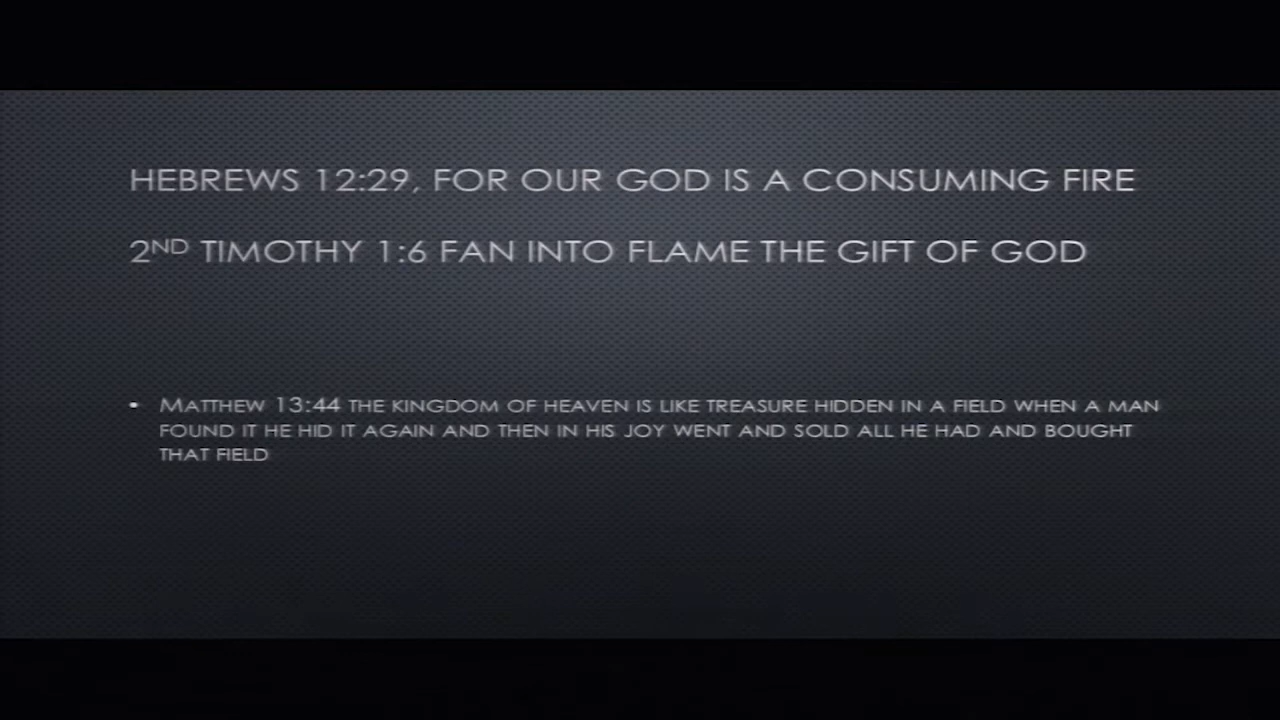 HEBREWS 12:29, FOR OUR GOD IS A CONSUMING FIRE
2ND TIMOTHY 1:6 FAN INTO FLAME THE GIFT OF GOD
• MATTHEW 13:44 THE KINGDOM OF HEAVEN IS LIKE TREASURE HIDDEN IN A FIELD WHEN A MAN
FOUND IT HE HID IT AGAIN AND THEN IN HIS JOY WENT AND SOLD ALL HE HAD AND BOUGHT
THAT FIELD